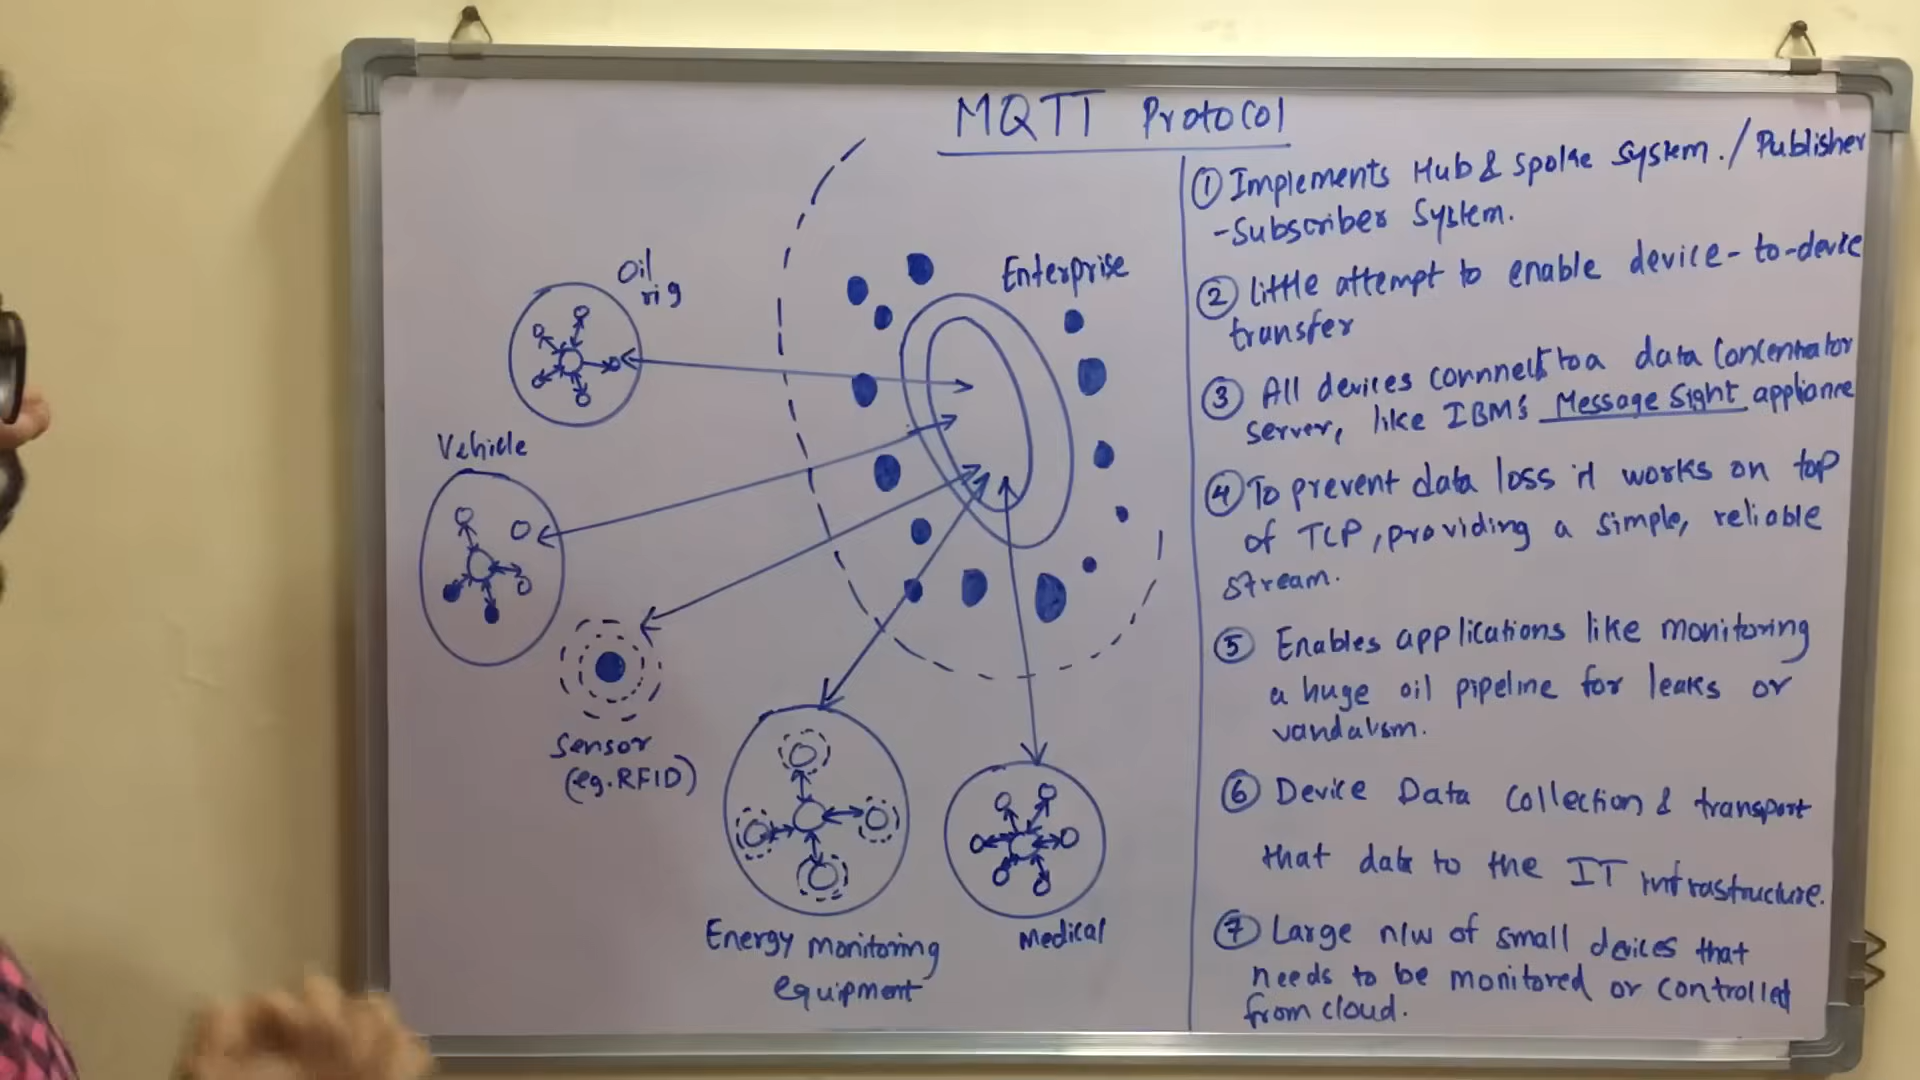 MQTT Protocol
Oil
rig
Enterprise
Vehicle
Sensor
(eg.RFID)
Energy monitoring
equipment
Medical
① Implements Hub & spoke system. / Publisher
-Subscriber System.
② little attempt to enable device-to-device
transfer
③ All devices connnect to a data Concentrator
server, like IBM's Message Sight appliance
④ To prevent data loss it works on top
of TCP, providing a simple, reliable
stream.
⑤ Enables applications like monitoring
a huge oil pipeline for leaks or
vandalism.
⑥ Device Data Collection & transport
that data to the IT infrastructure.
⑦ Large n/w of small devices that
needs to be monitored or controlled
from cloud.